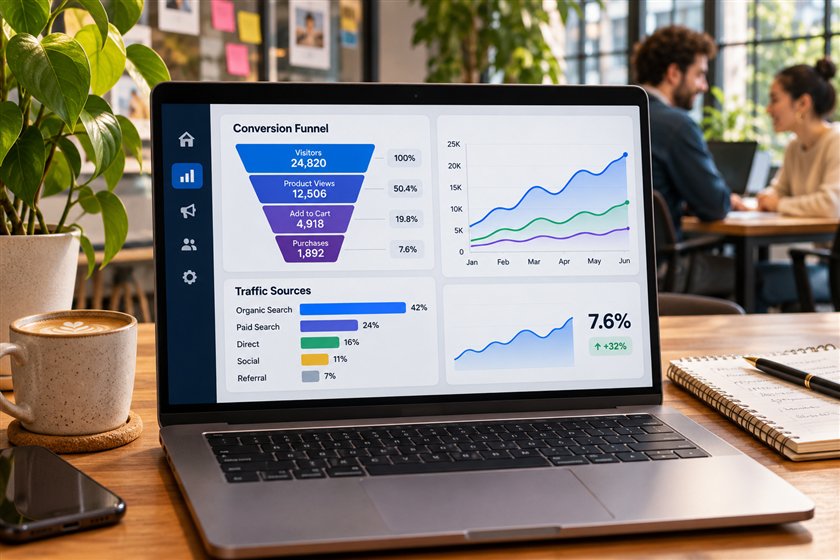 Conversion Funnel
Visitors
24,820
100%
Product Views
12,506
50.4%
Add to Cart
4,918
19.8%
Purchases
1,892
7.6%
25K
20K
15K
10K
5K
0
Jan Feb Mar Apr May Jun
Traffic Sources
Organic Search 42%
Paid Search 24%
Direct 16%
Social 11%
Referral 7%
7.6%
↑ +32%